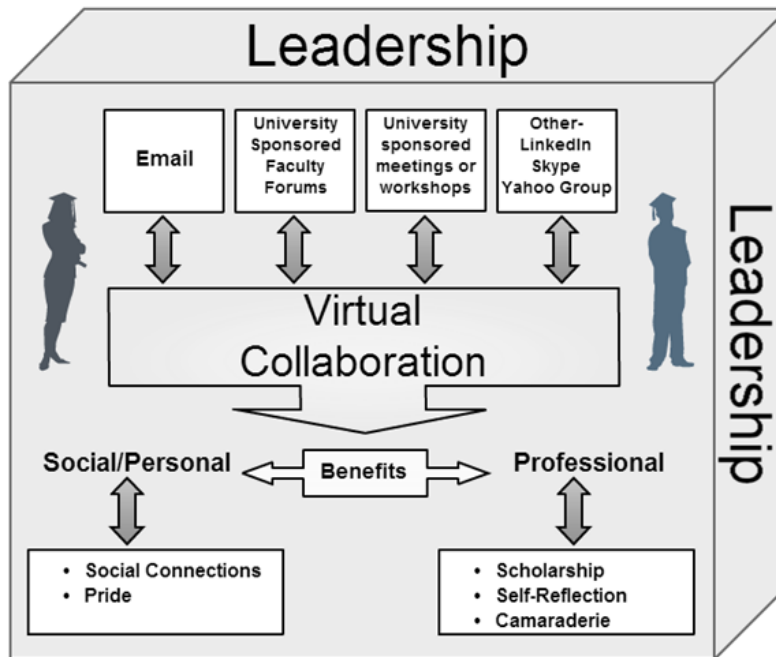 Leadership
Email
University
Sponsored
Faculty
Forums
University
sponsored
meetings or
workshops
Other-
LinkedIn
Skype
Yahoo Group
Leadership
Virtual
Collaboration
Social/Personal
Benefits
Professional
• Social Connections
• Pride
• Scholarship
• Self-Reflection
• Camaraderie